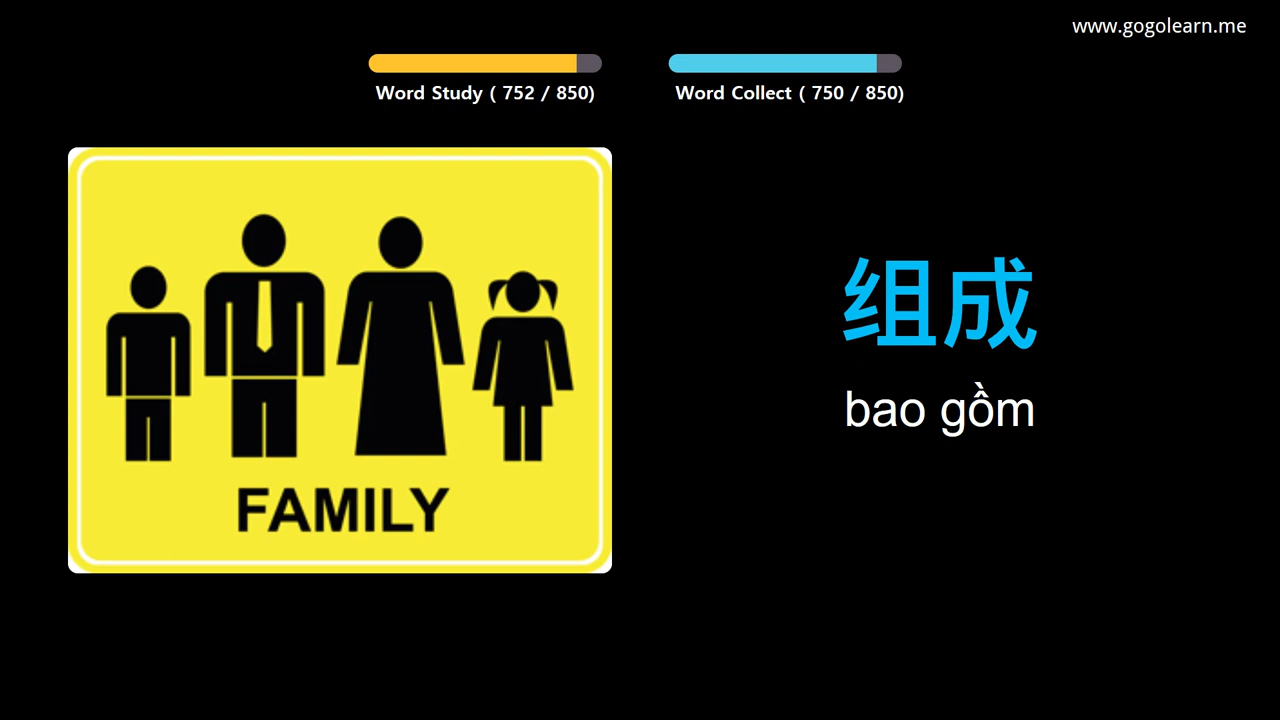 www.gogolearn.me
Word Study ( 752 / 850)
Word Collect ( 750 / 850)
FAMILY
组成
bao gồm